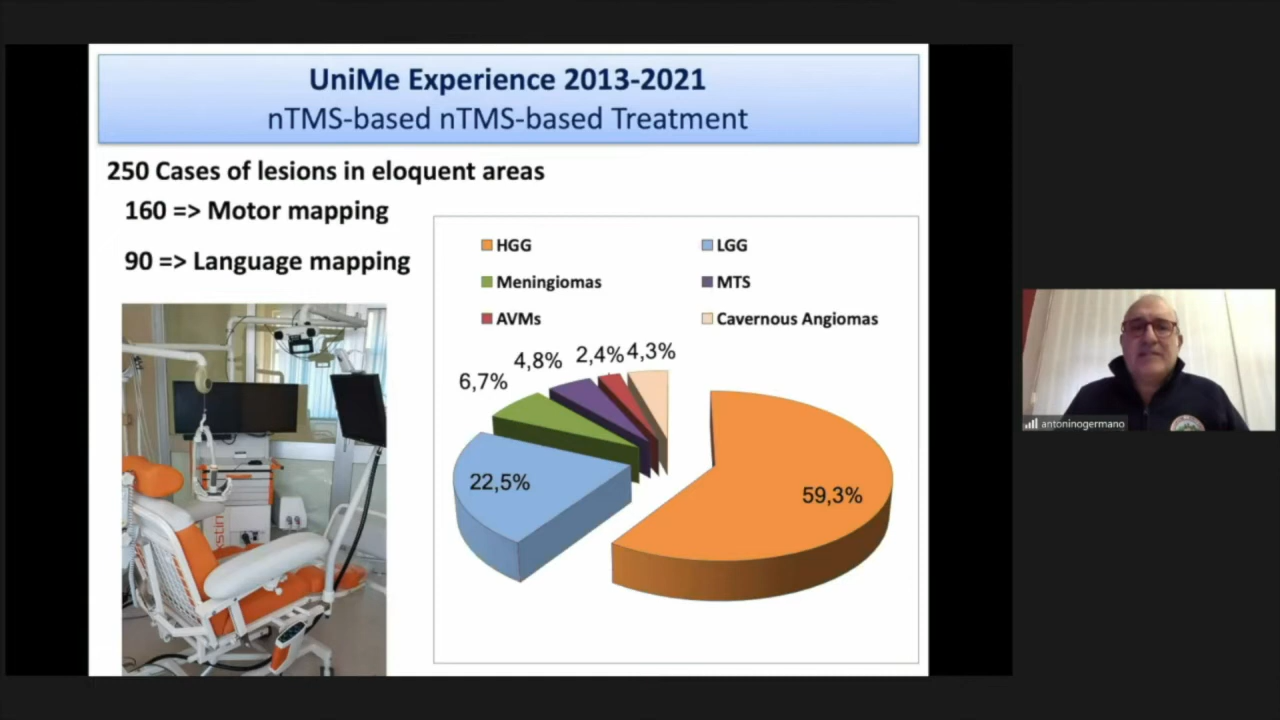 UniMe Experience 2013-2021
nTMS-based nTMS-based Treatment
250 Cases of lesions in eloquent areas
160 => Motor mapping
90 => Language mapping
HGG
LGG
Meningiomas
MTS
AVMs
Cavernous Angiomas
6,7%
4,8%
2,4%
4,3%
22,5%
59,3%
antoninogermano